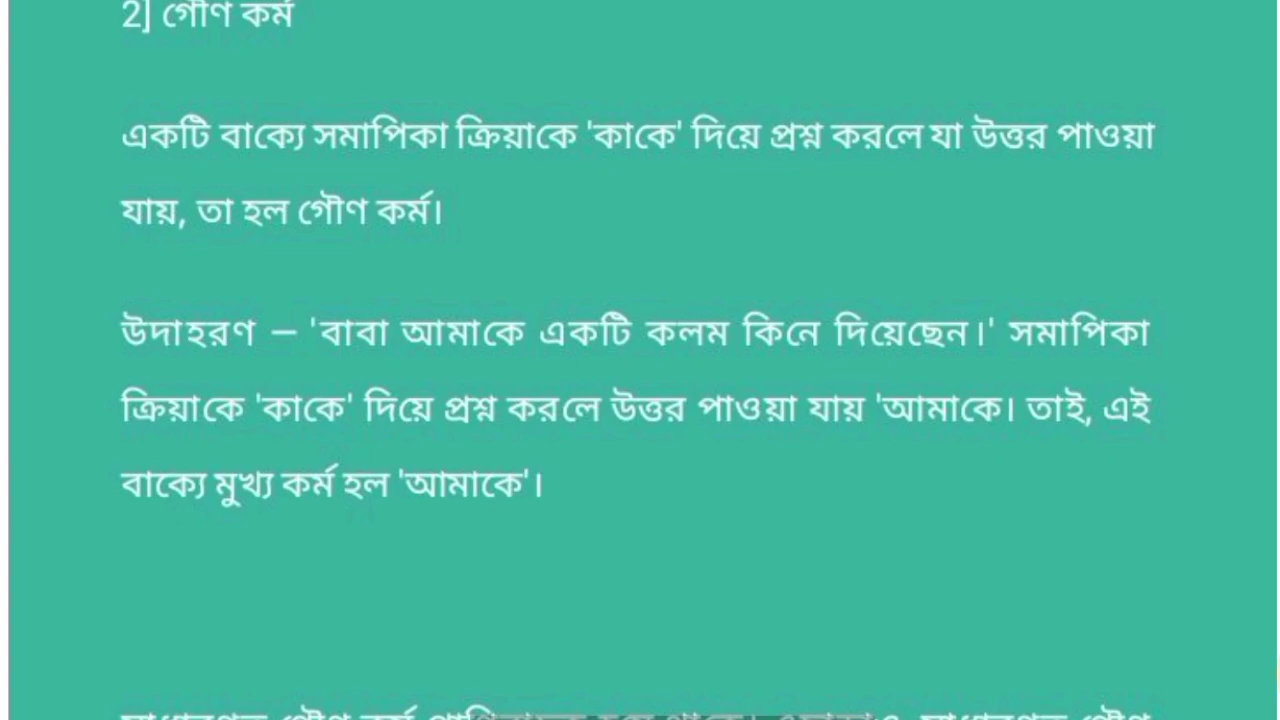 2] গৌণ কর্ম
একটি বাক্যে সমাপিকা ক্রিয়াকে 'কাকে' দিয়ে প্রশ্ন করলে যা উত্তর পাওয়া
যায়, তা হল গৌণ কর্ম।
উদাহরণ – 'বাবা আমাকে একটি কলম কিনে দিয়েছেন।' সমাপিকা
ক্রিয়াকে 'কাকে' দিয়ে প্রশ্ন করলে উত্তর পাওয়া যায় 'আমাকে। তাই, এই
বাক্যে মুখ্য কর্ম হল 'আমাকে'।